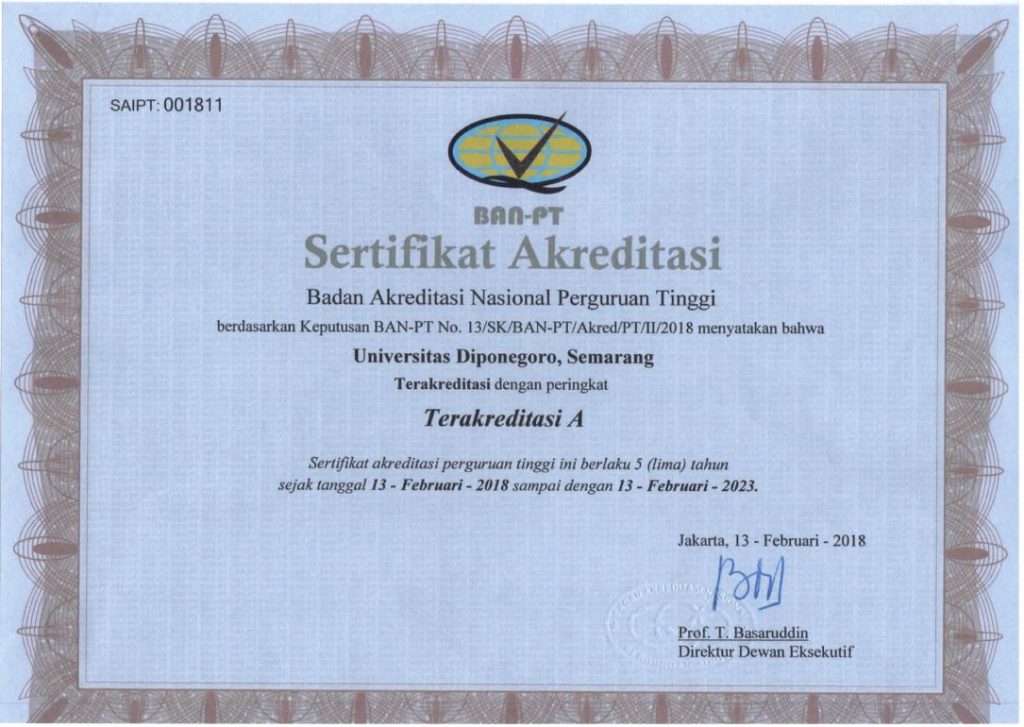 SAIPT: 001811
BAN-PT
Sertifikat Akreditasi
Badan Akreditasi Nasional Perguruan Tinggi
berdasarkan Keputusan BAN-PT No. 13/SK/BAN-PT/Akred/PT/II/2018 menyatakan bahwa
Universitas Diponegoro, Semarang
Terakreditasi dengan peringkat
Terakreditasi A
Sertifikat akreditasi perguruan tinggi ini berlaku 5 (lima) tahun
sejak tanggal 13 - Februari - 2018 sampai dengan 13 - Februari - 2023.
Jakarta, 13 - Februari - 2018
Prof. T. Basaruddin
Direktur Dewan Eksekutif